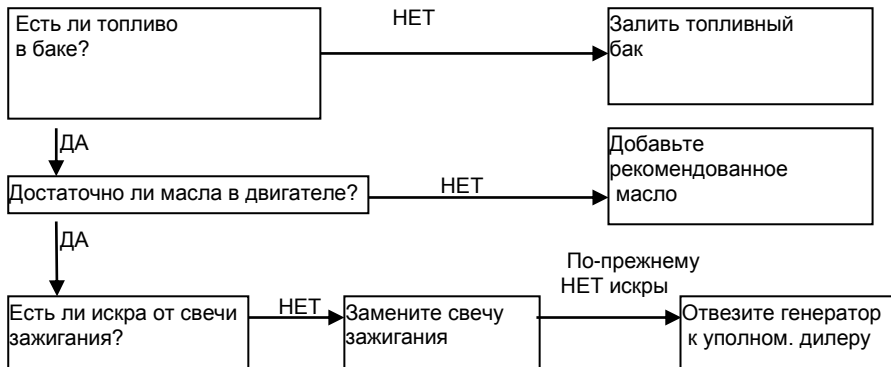 Есть ли топливо
в баке?
НЕТ
Залить топливный
бак
ДА
Достаточно ли масла в двигателе?
НЕТ
Добавьте
рекомендованное
масло
ДА
Есть ли искра от свечи
зажигания?
НЕТ
Замените свечу
зажигания
По-прежнему
НЕТ искры
Отвезите генератор
к уполном. дилеру